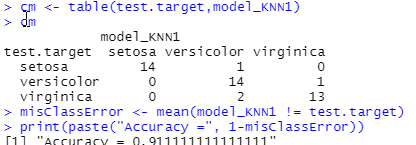 > cm <- table(test.target,model_KNN1)
> cm
model_KNN1
test.target setosa versicolor virginica
setosa 14 1 0
versicolor 0 14 1
virginica 0 2 13
> misClassError <- mean(model_KNN1 != test.target)
> print(paste("Accuracy =", 1-misClassError))
[1] "Accuracy = 0.911111111111111"